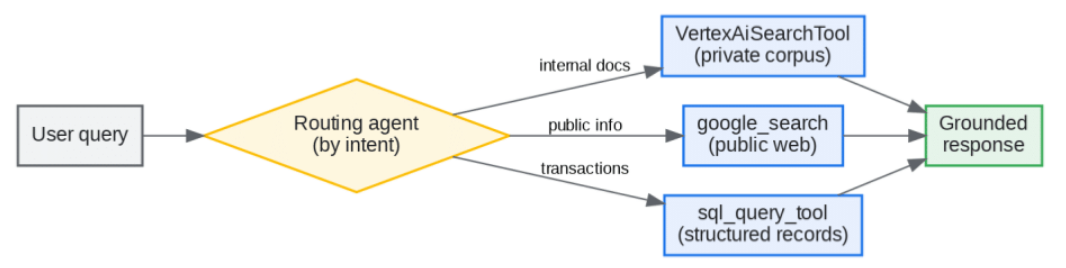 User query
Routing agent
(by intent)
internal docs
public info
transactions
VertexAiSearchTool
(private corpus)
google_search
(public web)
sql_query_tool
(structured records)
Grounded
response